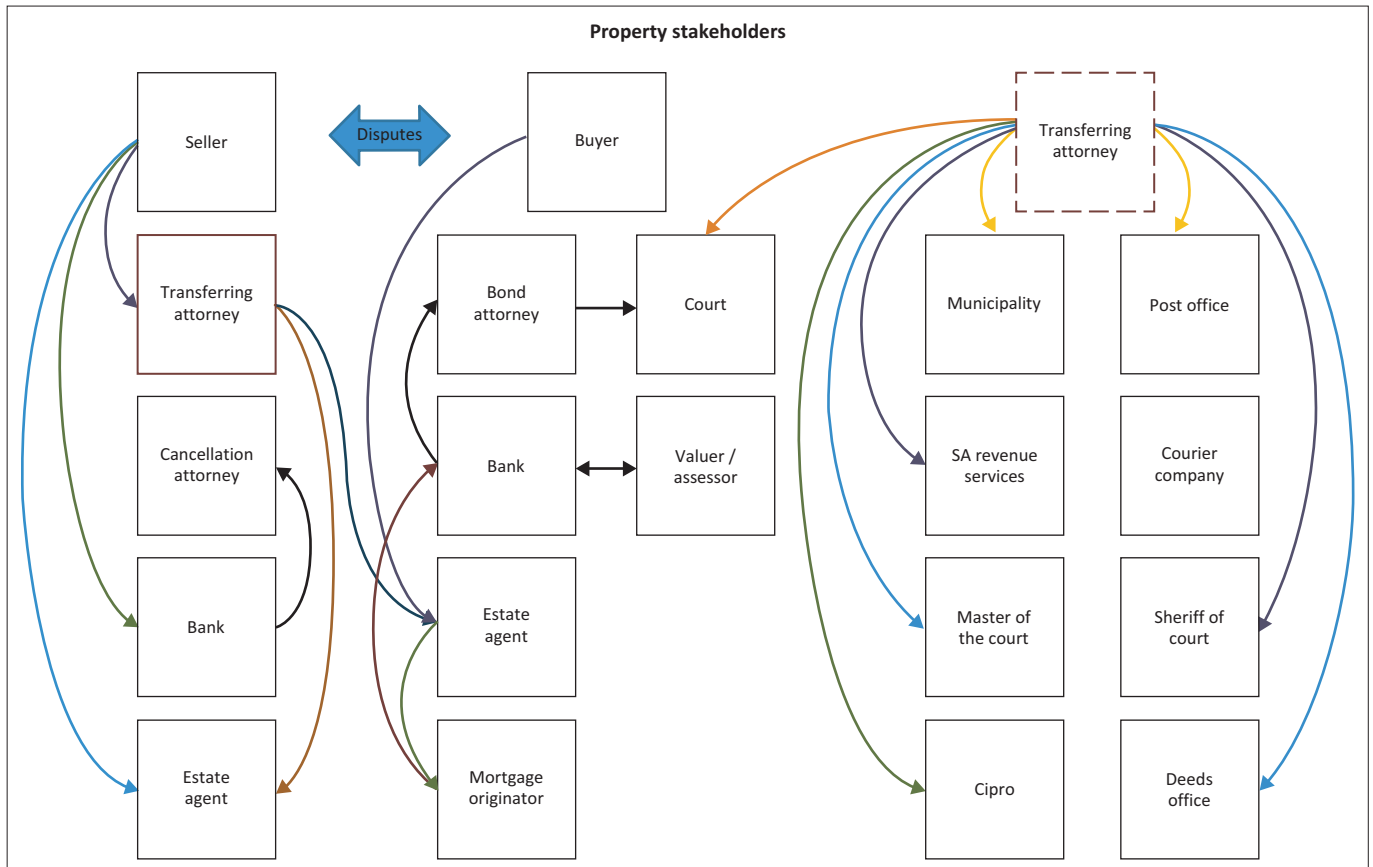 Property stakeholders
Seller
Disputes
Buyer
Transferring
attorney
Transferring
attorney
Bond
attorney
Court
Municipality
Post office
Cancellation
attorney
Bank
Valuer /
assessor
SA revenue
services
Courier
company
Bank
Estate
agent
Master of
the court
Sheriff of
court
Estate
agent
Mortgage
originator
Cipro
Deeds
office